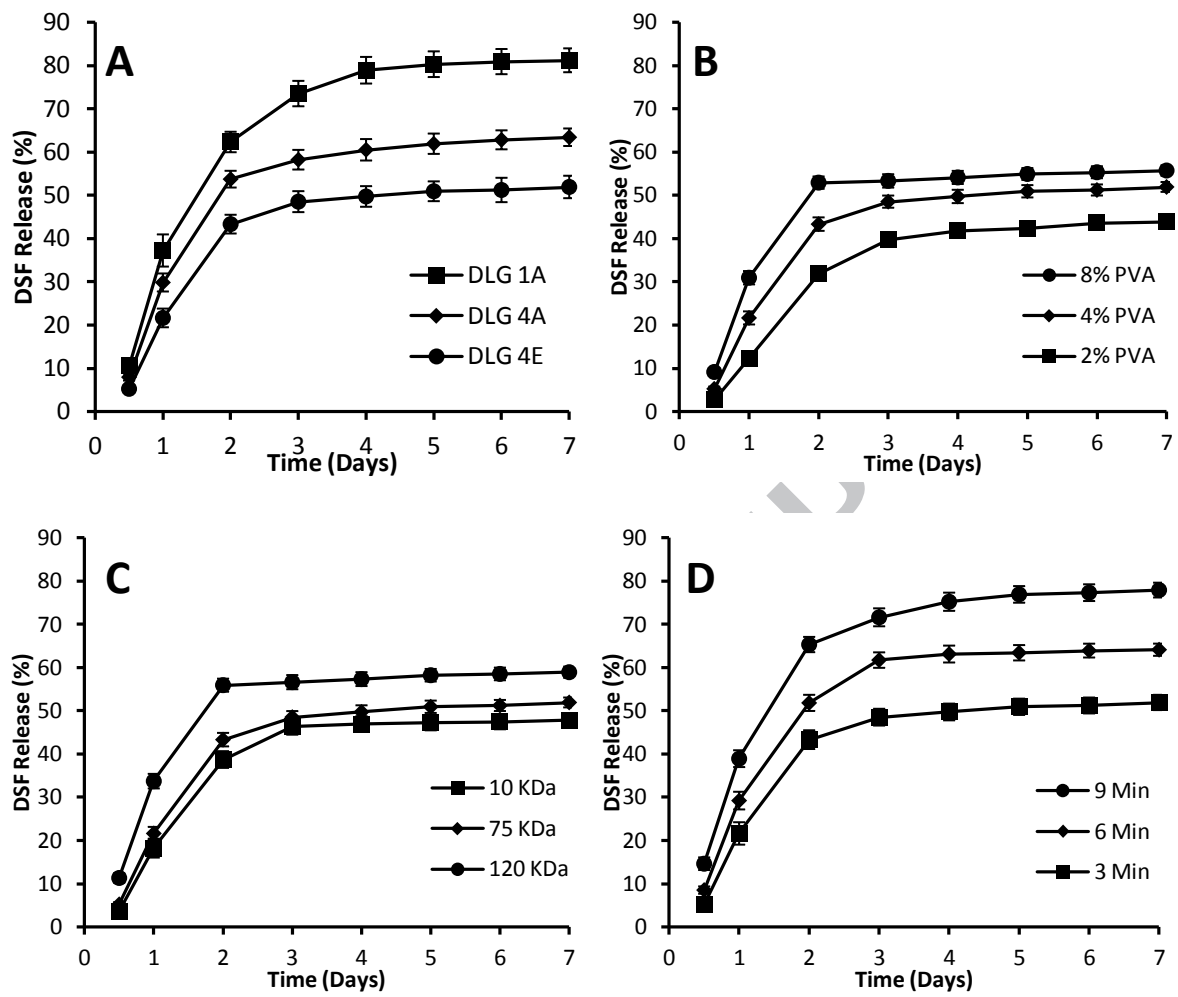 A
DSF Release (%)
90
80
70
60
50
40
30
20
10
0
DLG 1A
DLG 4A
DLG 4E
0 1 2 3 4 5 6 7
Time (Days)
B
DSF Release (%)
90
80
70
60
50
40
30
20
10
0
8% PVA
4% PVA
2% PVA
0 1 2 3 4 5 6 7
Time (Days)
C
DSF Release (%)
90
80
70
60
50
40
30
20
10
0
10 KDa
75 KDa
120 KDa
0 1 2 3 4 5 6 7
Time (Days)
D
DSF Release (%)
90
80
70
60
50
40
30
20
10
0
9 Min
6 Min
3 Min
0 1 2 3 4 5 6 7
Time (Days)